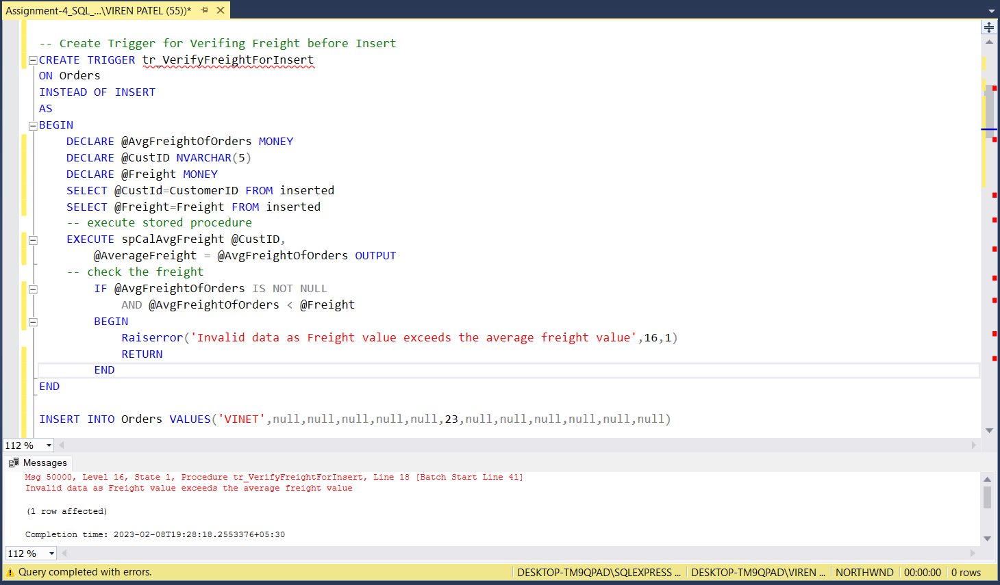 Assignment-4_SQL_...\VIREN PATEL (55))*
-- Create Trigger for Verifing Freight before Insert
CREATE TRIGGER tr_VerifyFreightForInsert
ON Orders
INSTEAD OF INSERT
AS
BEGIN
DECLARE @AvgFreightOfOrders MONEY
DECLARE @CustID NVARCHAR(5)
DECLARE @Freight MONEY
SELECT @CustId=CustomerID FROM inserted
SELECT @Freight=Freight FROM inserted
-- execute stored procedure
EXECUTE spCalAvgFreight @CustID,
@AverageFreight = @AvgFreightOfOrders OUTPUT
-- check the freight
IF @AvgFreightOfOrders IS NOT NULL
AND @AvgFreightOfOrders < @Freight
BEGIN
Raiserror('Invalid data as Freight value exceeds the average freight value',16,1)
RETURN
END
END
INSERT INTO Orders VALUES('VINET',null,null,null,null,null,23,null,null,null,null,null,null)
112 %
Messages
Msg 50000, Level 16, State 1, Procedure tr_VerifyFreightForInsert, Line 18 [Batch Start Line 41]
Invalid data as Freight value exceeds the average freight value
(1 row affected)
Completion time: 2023-02-08T19:28:18.2553376+05:30
112 %
Query completed with errors.
DESKTOP-TM9QPAD\SQLEXPRESS ...
DESKTOP-TM9QPAD\VIREN ...
NORTHWND
00:00:00
0 rows